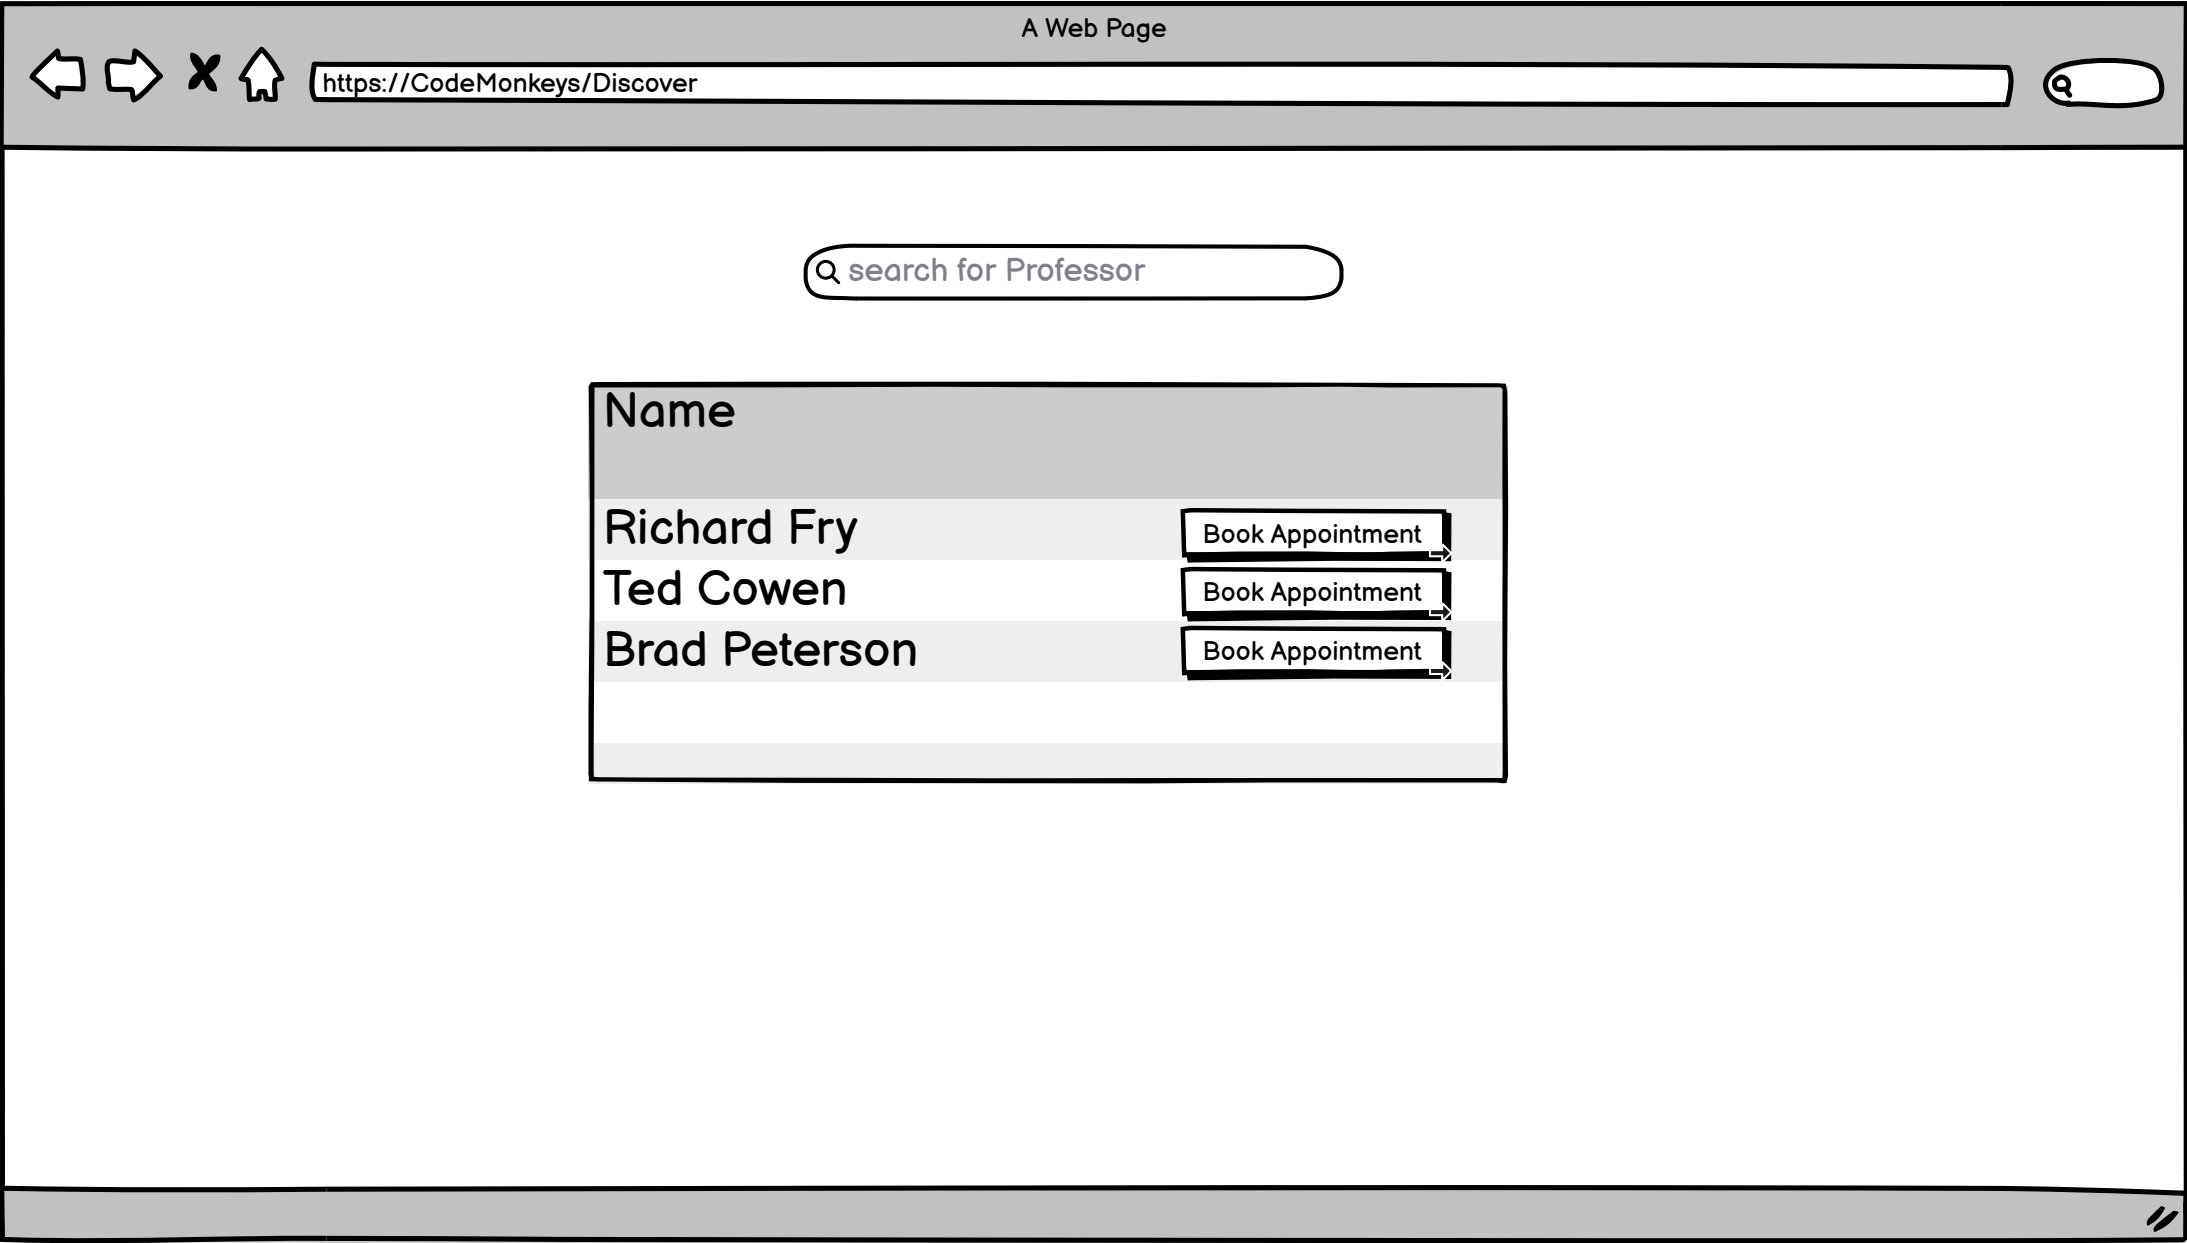 A Web Page
https://CodeMonkeys/Discover
search for Professor
Name
Richard Fry Book Appointment
Ted Cowen Book Appointment
Brad Peterson Book Appointment